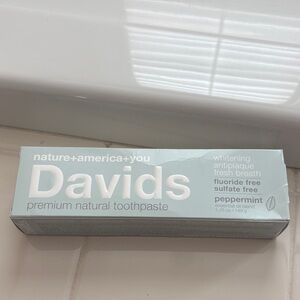 nature+america+you
Davids
premium natural toothpaste
whitening
antiplaque
fresh breath
fluoride free
sulfate free
peppermint